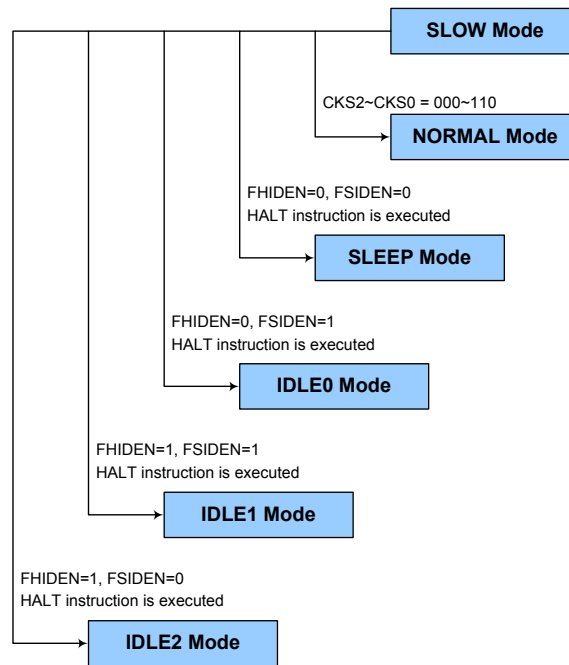 SLOW Mode
CKS2~CKS0 = 000~110
NORMAL Mode
FHIDEN=0, FSIDEN=0
HALT instruction is executed
SLEEP Mode
FHIDEN=0, FSIDEN=1
HALT instruction is executed
IDLE0 Mode
FHIDEN=1, FSIDEN=1
HALT instruction is executed
IDLE1 Mode
FHIDEN=1, FSIDEN=0
HALT instruction is executed
IDLE2 Mode